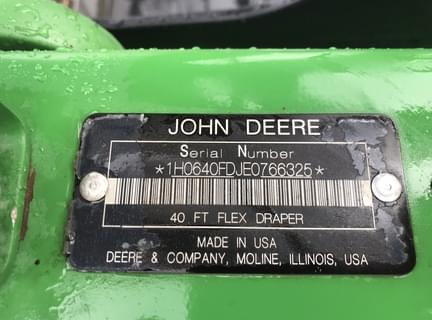 JOHN DEERE
Serial Number
*1H0640FDJE0766325*
40 FT FLEX DRAPER
MADE IN USA
DEERE & COMPANY, MOLINE, ILLINOIS, USA